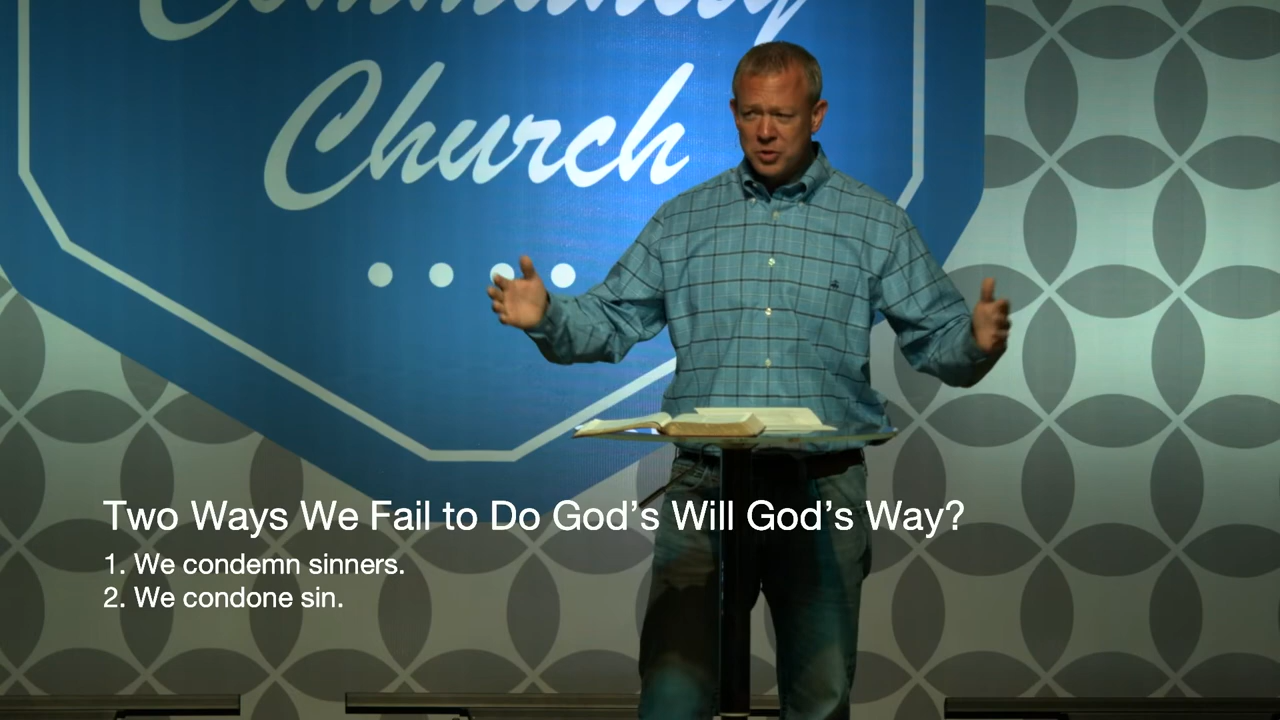 Community
Church
Two Ways We Fail to Do God’s Will God’s Way?
1. We condemn sinners.
2. We condone sin.